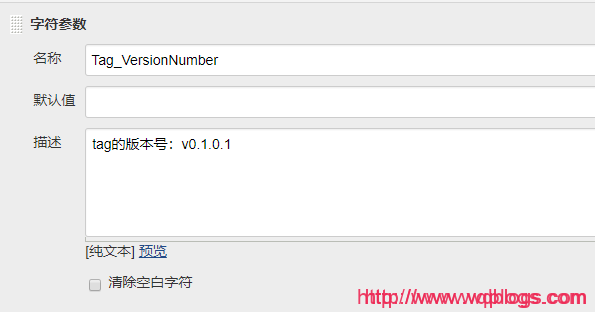 字符参数
名称
Tag_VersionNumber
默认值
描述
tag的版本号：v0.1.0.1
[纯文本] 预览
清除空白字符
http://www.wqblogs.com